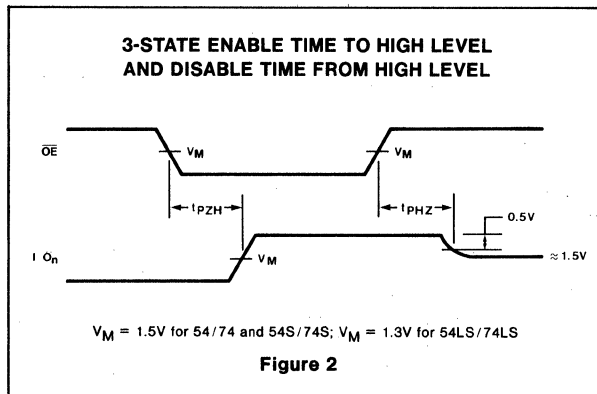 3-STATE ENABLE TIME TO HIGH LEVEL
AND DISABLE TIME FROM HIGH LEVEL
OE
VM
VM
tPZH
tPHZ
0.5V
I On
VM
≈1.5V
VM = 1.5V for 54/74 and 54S/74S; VM = 1.3V for 54LS/74LS
Figure 2